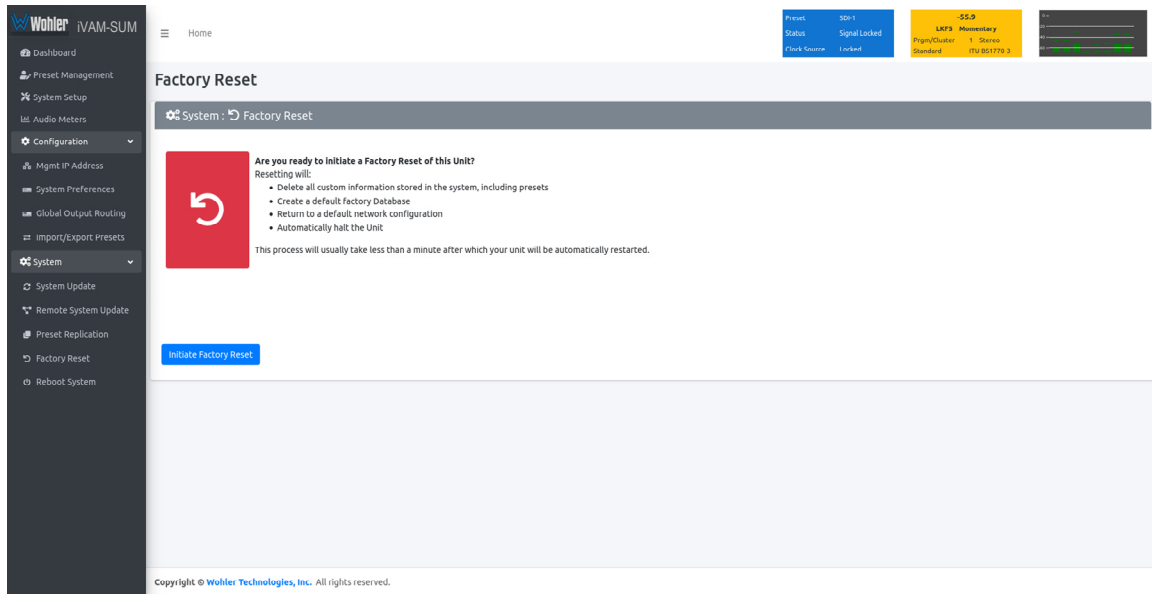 Wohler iVAM-SUM
Dashboard
Preset Management
System Setup
Audio Meters
Configuration
Mgmt IP Address
System Preferences
Global Output Routing
Import/Export Presets
System
System Update
Remote System Update
Preset Replication
Factory Reset
Reboot System
Home
Preset SDI-1
Status Signal Locked
Clock Source Locked
-55.9
LKFS Momentary
Prgm/Cluster 1 Stereo
Standard ITU BS1770 3
Factory Reset
System : Factory Reset
Are you ready to initiate a Factory Reset of this Unit?
Resetting will:
• Delete all custom information stored in the system, including presets
• Create a default factory Database
• Return to a default network configuration
• Automatically halt the Unit
This process will usually take less than a minute after which your unit will be automatically restarted.
Initiate Factory Reset
Copyright © Wohler Technologies, Inc. All rights reserved.